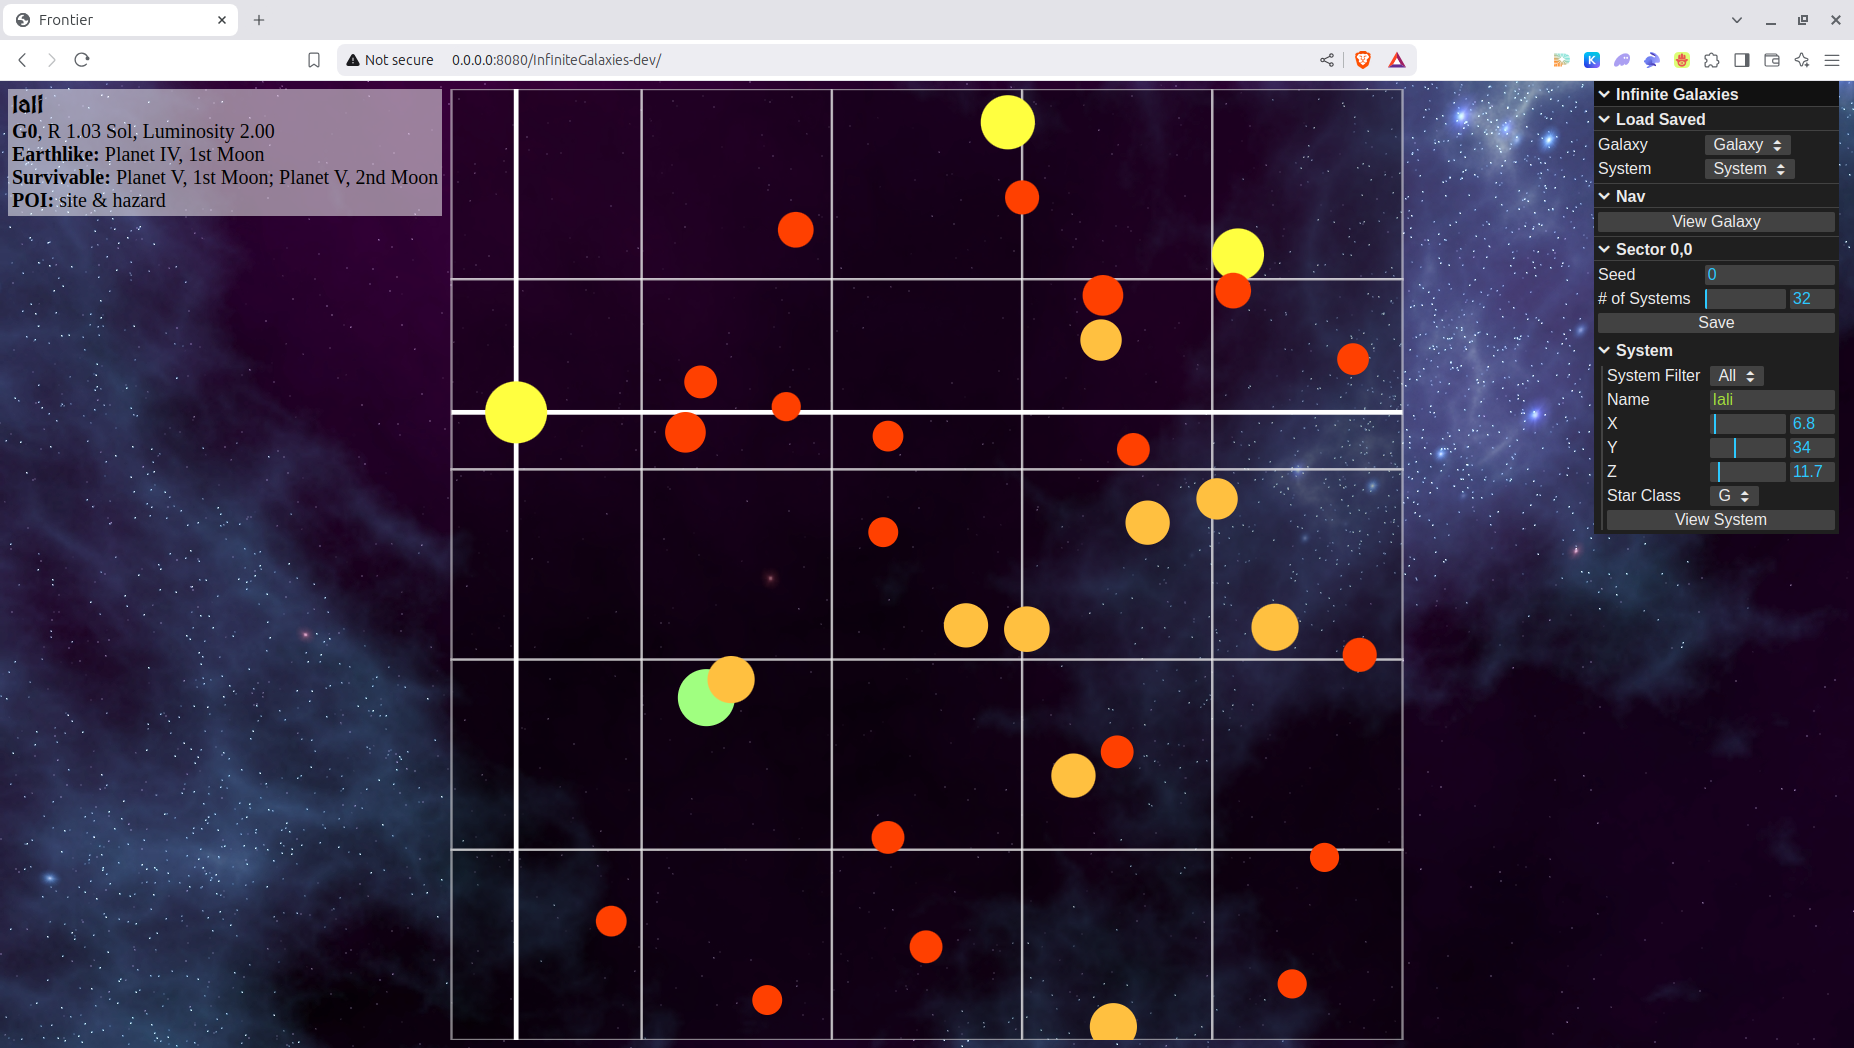 Frontier
Not secure 0.0.0.0:8080/InfiniteGalaxies-dev/
Iali
G0, R 1.03 Sol, Luminosity 2.00
Earthlike: Planet IV, 1st Moon
Survivable: Planet V, 1st Moon; Planet V, 2nd Moon
POI: site & hazard
Infinite Galaxies
Load Saved
Galaxy Galaxy
System System
Nav
View Galaxy
Sector 0,0
Seed 0
# of Systems 32
Save
System
System Filter All
Name Iali
X 6.8
Y 34
Z 11.7
Star Class G
View System